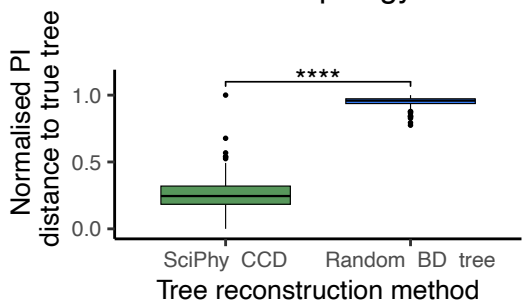 Normalised PI
distance to true tree
1.0
0.5
0.0
****
SciPhy CCD
Random BD tree
Tree reconstruction method